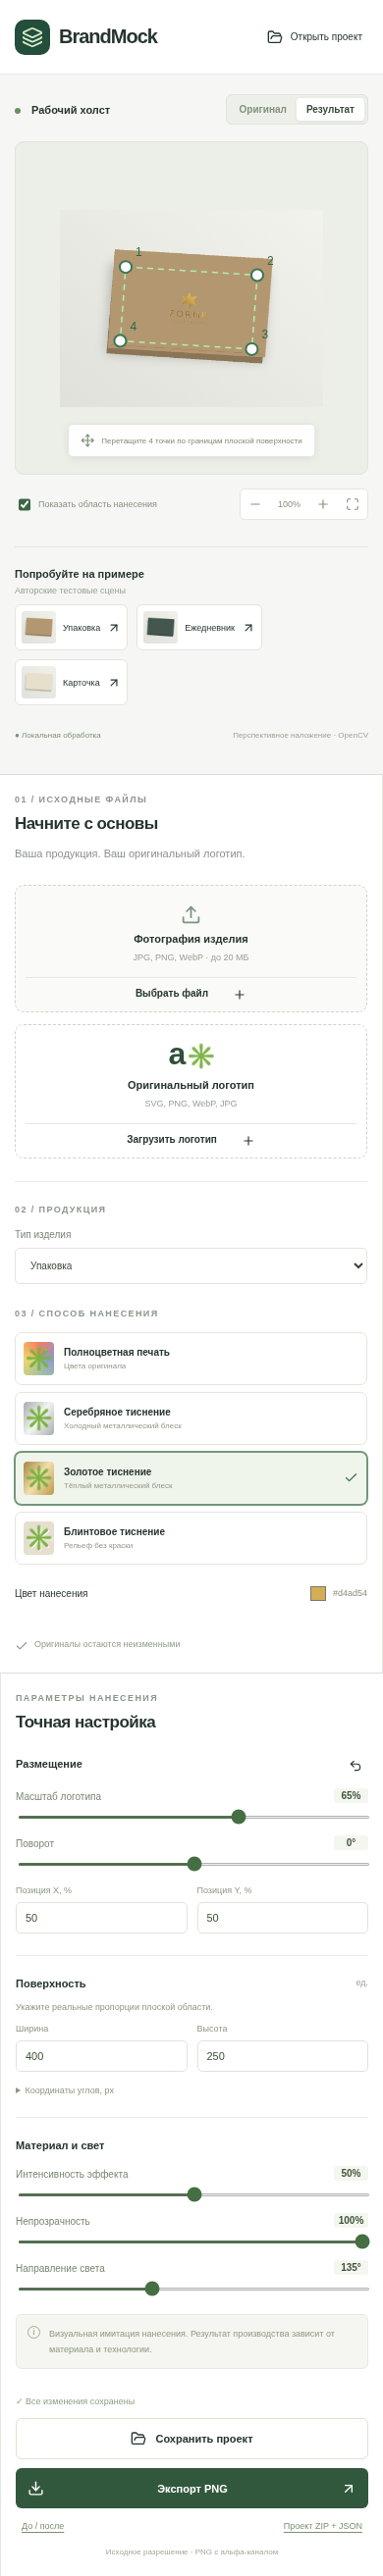 BrandMock
Открыть проект
Рабочий холст
Оригинал
Результат
1
2
4
3
Перетащите 4 точки по границам плоской поверхности
Показать область нанесения
100%
Попробуйте на примере
Авторские тестовые сцены
Упаковка
Ежедневник
Карточка
● Локальная обработка
Перспективное наложение · OpenCV
01 / ИСХОДНЫЕ ФАЙЛЫ
Начните с основы
Ваша продукция. Ваш оригинальный логотип.
Фотография изделия
JPG, PNG, WebP · до 20 МБ
Выбрать файл
a
Оригинальный логотип
SVG, PNG, WebP, JPG
Загрузить логотип
02 / ПРОДУКЦИЯ
Тип изделия
Упаковка
03 / СПОСОБ НАНЕСЕНИЯ
Полноцветная печать
Цвета оригинала
Серебряное тиснение
Холодный металлический блеск
Золотое тиснение
Тёплый металлический блеск
Блинтовое тиснение
Рельеф без краски
Цвет нанесения
#d4ad54
Оригиналы остаются неизменными
ПАРАМЕТРЫ НАНЕСЕНИЯ
Точная настройка
Размещение
Масштаб логотипа
65%
Поворот
0°
Позиция X, %
Позиция Y, %
50
50
Поверхность
ед.
Укажите реальные пропорции плоской области.
Ширина
Высота
400
250
Координаты углов, px
Материал и свет
Интенсивность эффекта
50%
Непрозрачность
100%
Направление света
135°
Визуальная имитация нанесения. Результат производства зависит от
материала и технологии.
✓ Все изменения сохранены
Сохранить проект
Экспорт PNG
До / после
Проект ZIP + JSON
Исходное разрешение · PNG с альфа-каналом